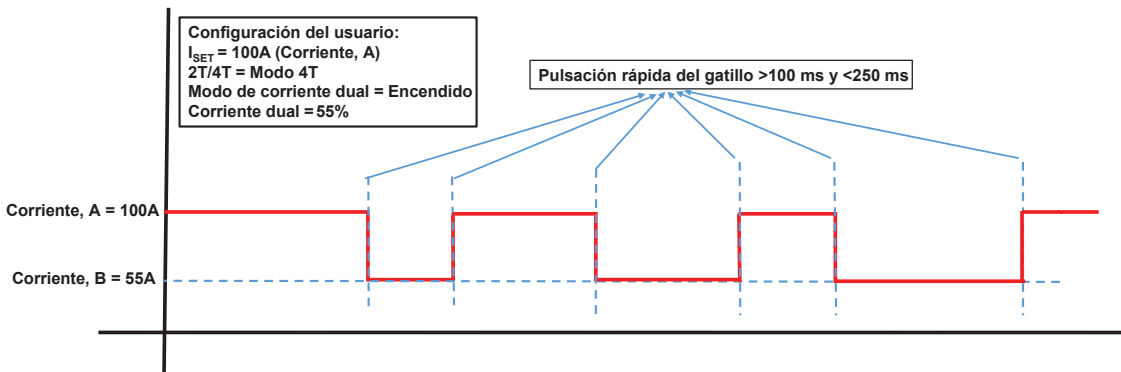 Configuración del usuario:
I_SET = 100A (Corriente, A)
2T/4T = Modo 4T
Modo de corriente dual = Encendido
Corriente dual = 55%
Pulsación rápida del gatillo >100 ms y <250 ms
Corriente, A = 100A
Corriente, B = 55A